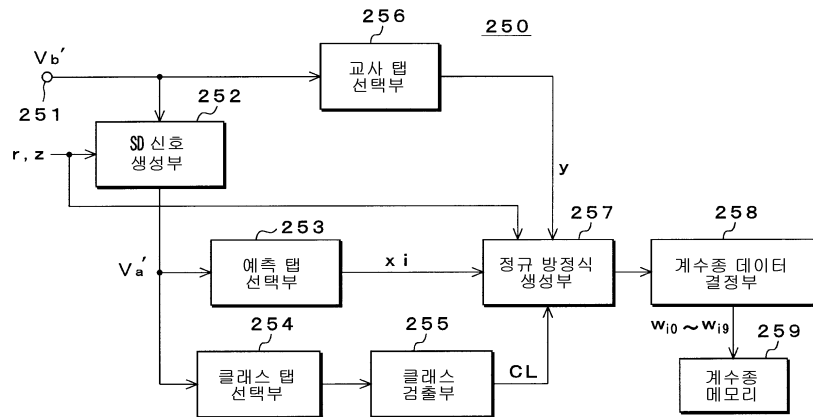 256
250
Vb′
교사 탭
선택부
251
252
SD 신호
생성부
r, z
y
253
257
258
Va′
예측 탭
선택부
xi
정규 방정식
생성부
계수종 데이터
결정부
254
255
wi0～wi9
259
클래스 탭
선택부
클래스
검출부
CL
계수종
메모리